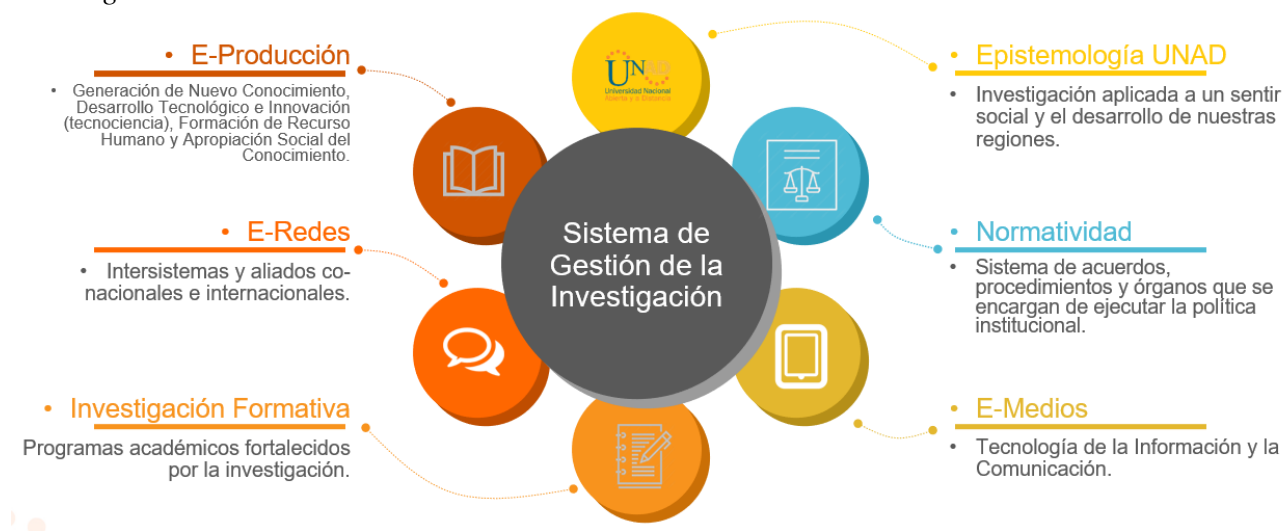 • E-Producción
• Generación de Nuevo Conocimiento,
Desarrollo Tecnológico e Innovación
(tecnociencia), Formación de Recurso
Humano y Apropiación Social del
Conocimiento.
• E-Redes
• Intersistemas y aliados co-
nacionales e internacionales.
• Investigación Formativa
Programas académicos fortalecidos
por la investigación.
UNAD
Universidad Nacional
Abierta y a Distancia
Sistema de
Gestión de la
Investigación
• Epistemología UNAD
• Investigación aplicada a un sentir
social y el desarrollo de nuestras
regiones.
• Normatividad
• Sistema de acuerdos,
procedimientos y órganos que se
encargan de ejecutar la política
institucional.
• E-Medios
• Tecnología de la Información y la
Comunicación.